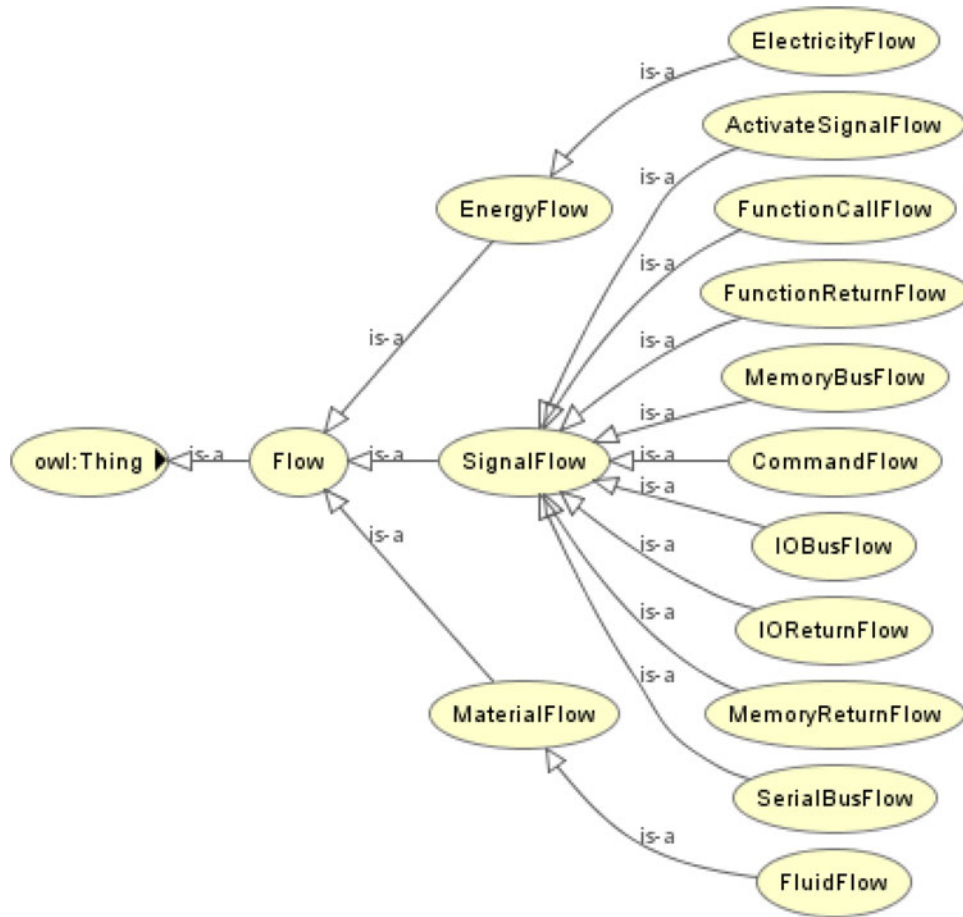 ElectricityFlow
is-a
ActivateSignalFlow
is-a
EnergyFlow
FunctionCallFlow
is-a
FunctionReturnFlow
is-a
is-a
MemoryBusFlow
is-a
owl:Thing
is-a
Flow
is-a
SignalFlow
is-a
CommandFlow
is-a
is-a
IOBusFlow
is-a
IOReturnFlow
is-a
is-a
MaterialFlow
MemoryReturnFlow
SerialBusFlow
is-a
FluidFlow